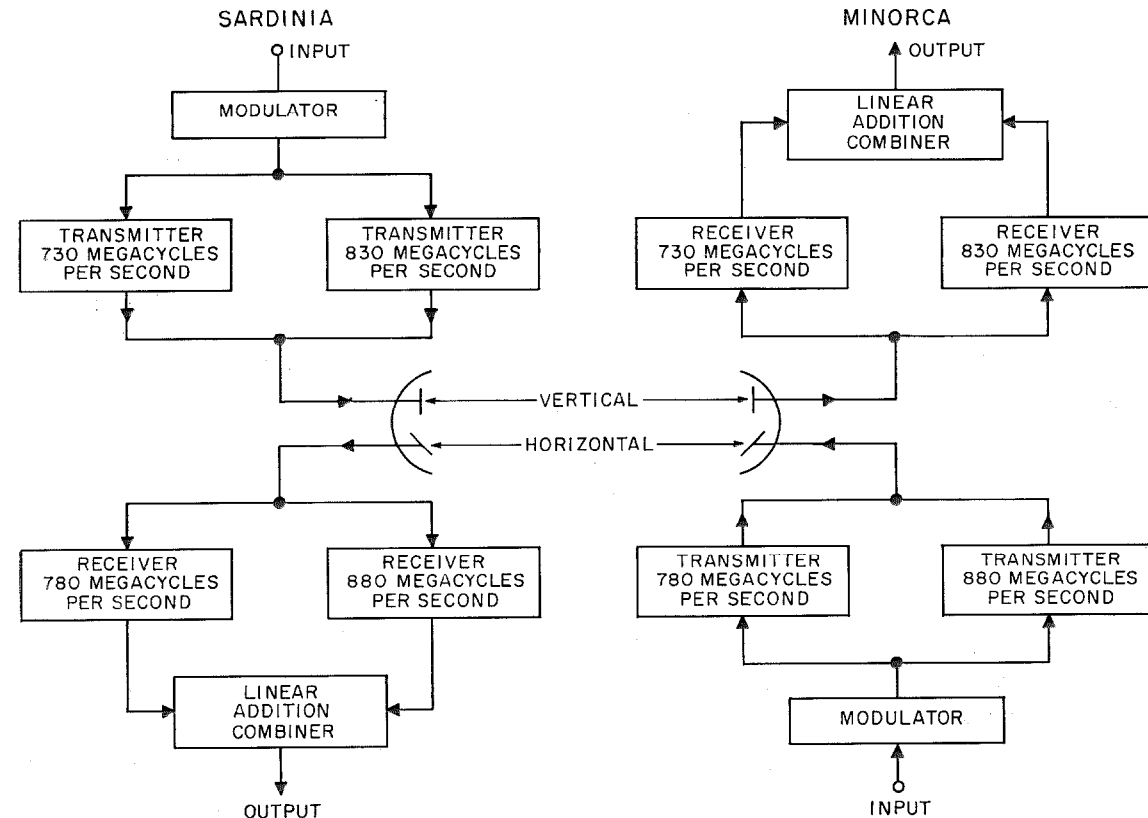 SARDINIA
INPUT
MODULATOR
TRANSMITTER
730 MEGACYCLES
PER SECOND
TRANSMITTER
830 MEGACYCLES
PER SECOND
MINORCA
OUTPUT
LINEAR
ADDITION
COMBINER
RECEIVER
730 MEGACYCLES
PER SECOND
RECEIVER
830 MEGACYCLES
PER SECOND
VERTICAL
HORIZONTAL
RECEIVER
780 MEGACYCLES
PER SECOND
RECEIVER
880 MEGACYCLES
PER SECOND
LINEAR
ADDITION
COMBINER
OUTPUT
TRANSMITTER
780 MEGACYCLES
PER SECOND
TRANSMITTER
880 MEGACYCLES
PER SECOND
MODULATOR
INPUT